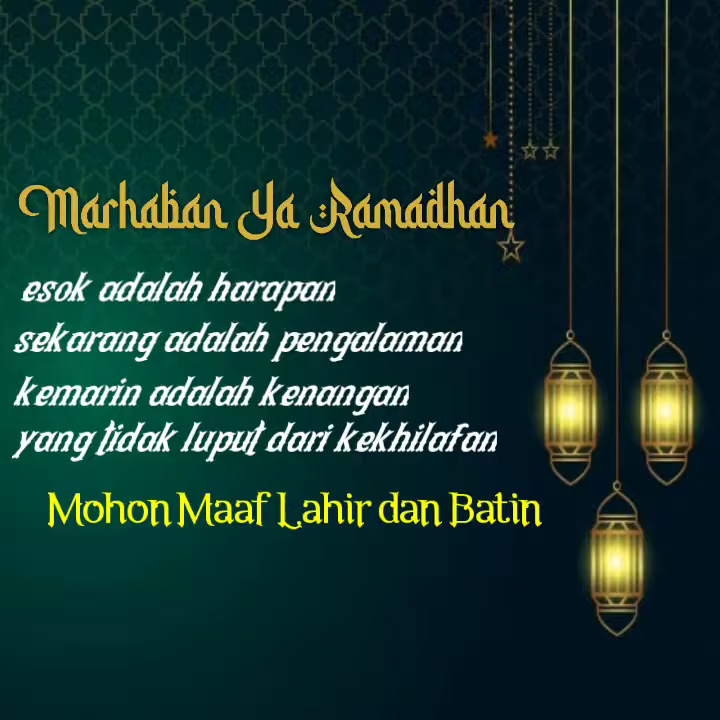 Marhaban Ya Ramadhan
esok adalah harapan
sekarang adalah pengalaman
kemarin adalah kenangan
yang tidak luput dari kekhilafan
Mohon Maaf Lahir dan Batin